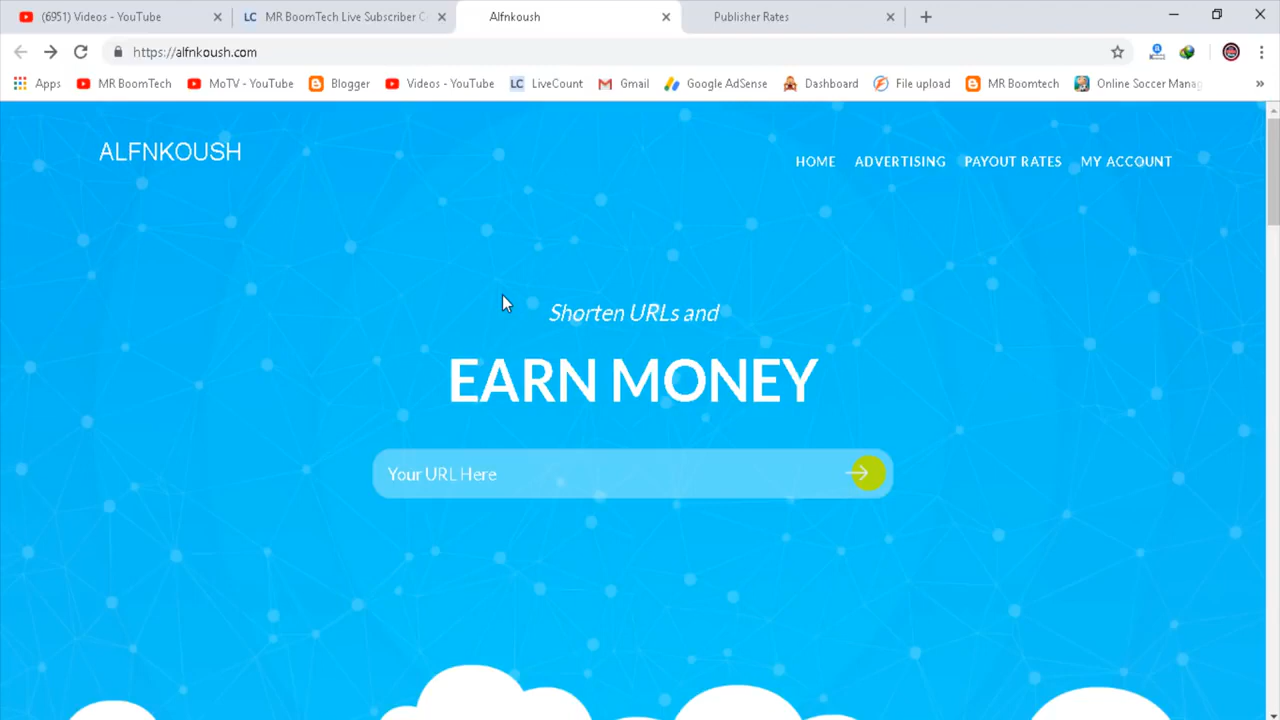 (6951) Videos - YouTube
MR BoomTech Live Subscriber C
Alfnkoush
Publisher Rates
https://alfnkoush.com
Apps
MR BoomTech
MoTV - YouTube
Blogger
Videos - YouTube
LC LiveCount
Gmail
Google AdSense
Dashboard
File upload
MR Boomtech
Online Soccer Manag
ALFNKOUSH
HOME
ADVERTISING
PAYOUT RATES
MY ACCOUNT
Shorten URLs and
EARN MONEY
Your URL Here